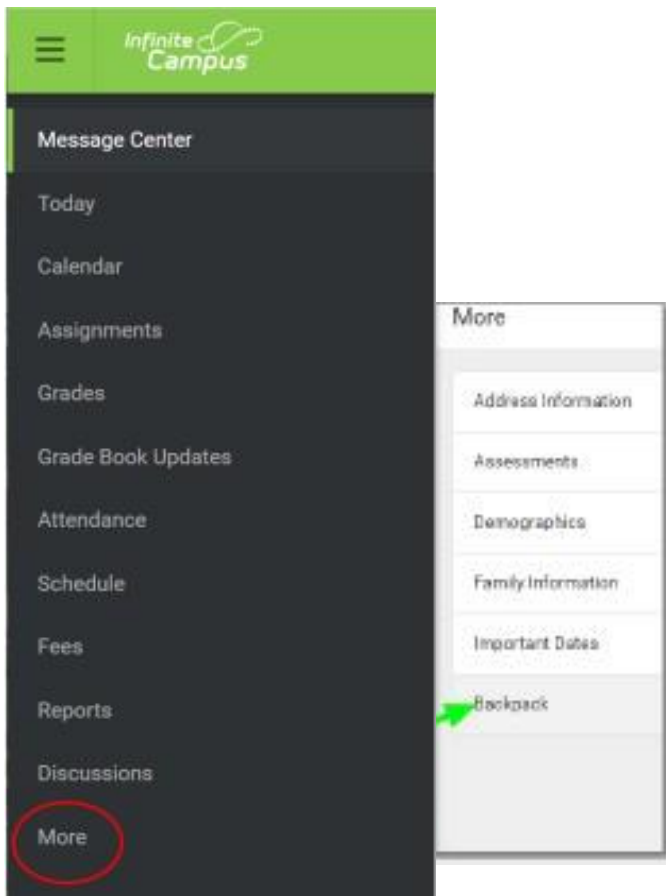 Infinite
Campus
Message Center
Today
Calendar
Assignments
Grades
Grade Book Updates
Attendance
Schedule
Fees
Reports
Discussions
More
More
Address Information
Assessments
Demographics
Family Information
Important Dates
Backpack